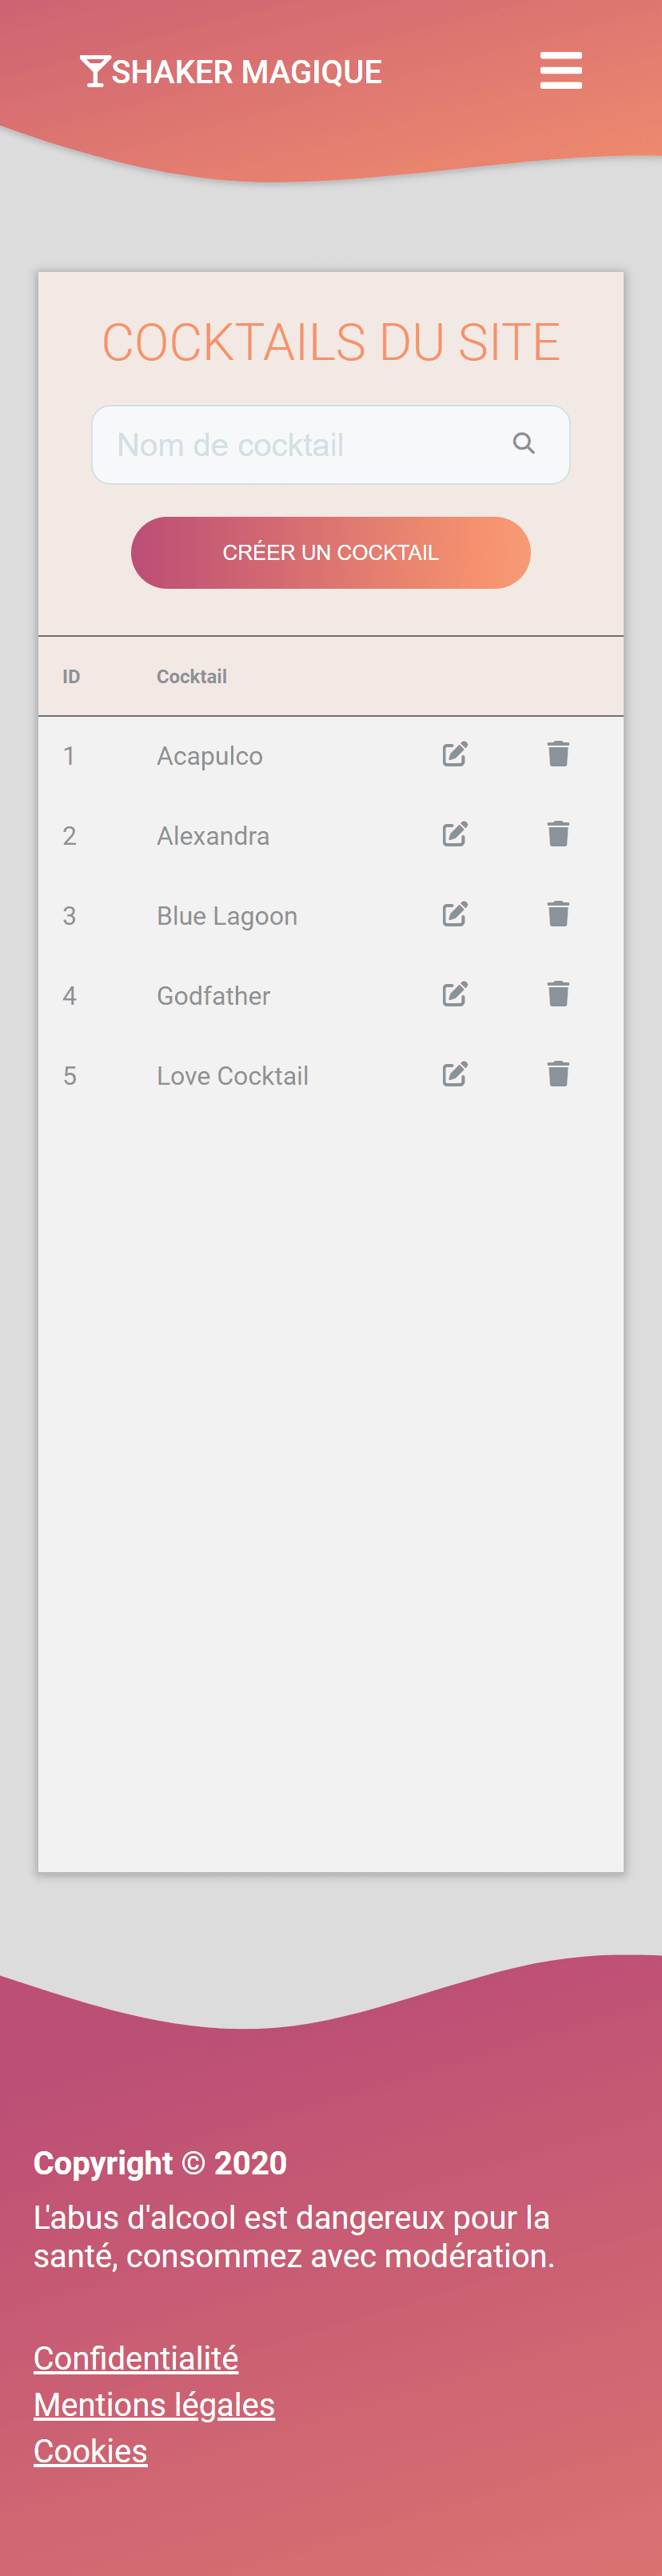 SHAKER MAGIQUE
COCKTAILS DU SITE
Nom de cocktail
CRÉER UN COCKTAIL
ID Cocktail
1 Acapulco
2 Alexandra
3 Blue Lagoon
4 Godfather
5 Love Cocktail
Copyright © 2020
L'abus d'alcool est dangereux pour la
santé, consommez avec modération.
Confidentialité
Mentions légales
Cookies